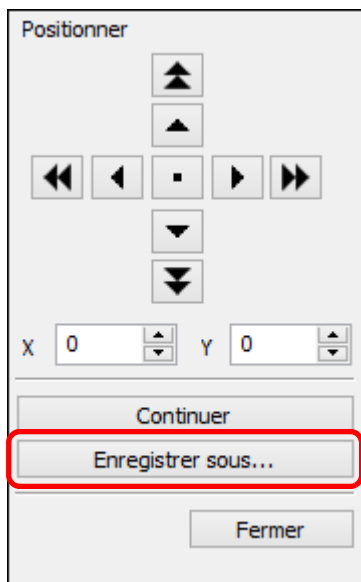 Positionner
X 0 Y 0
Continuer
Enregistrer sous...
Fermer